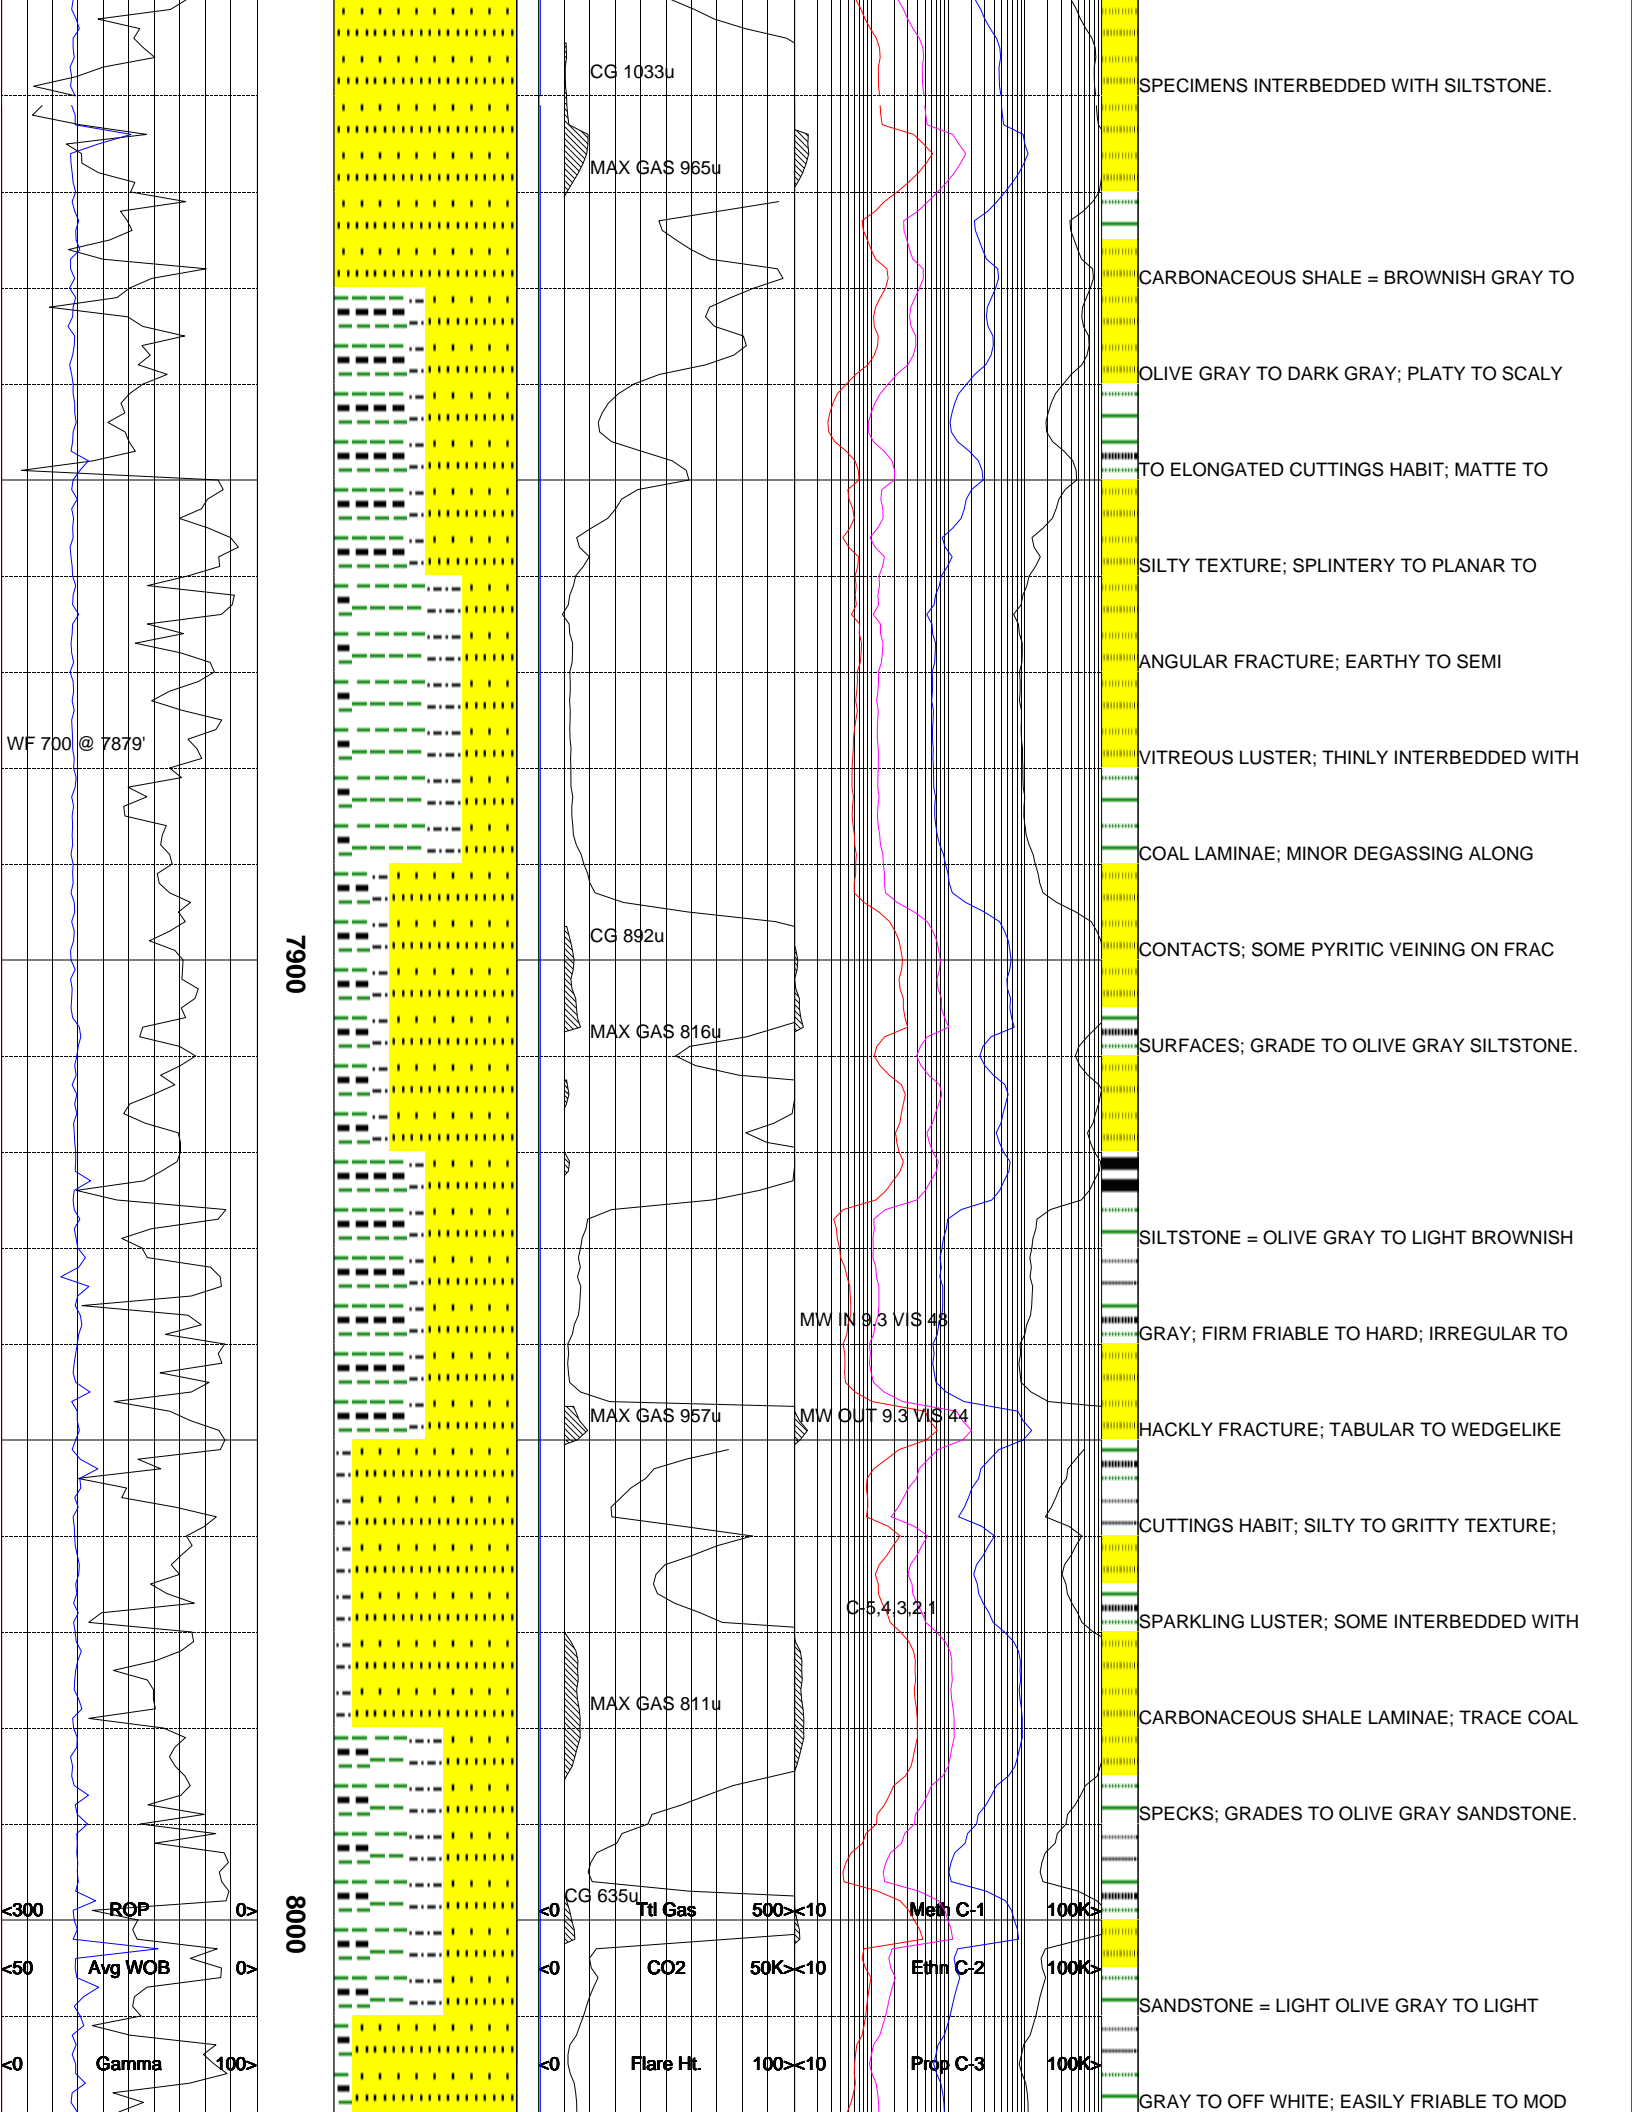 CG 1033u
SPECIMENS INTERBEDDED WITH SILTSTONE.
MAX GAS 965u
CARBONACEOUS SHALE = BROWNISH GRAY TO
OLIVE GRAY TO DARK GRAY; PLATY TO SCALY
TO ELONGATED CUTTINGS HABIT; MATTE TO
SILTY TEXTURE; SPLINTERY TO PLANAR TO
ANGULAR FRACTURE; EARTHY TO SEMI
WF 700 @ 7879'
VITREOUS LUSTER; THINLY INTERBEDDED WITH
COAL LAMINAE; MINOR DEGASSING ALONG
CG 892u
CONTACTS; SOME PYRITIC VEINING ON FRAC
7900
MAX GAS 816u
SURFACES; GRADE TO OLIVE GRAY SILTSTONE.
SILTSTONE = OLIVE GRAY TO LIGHT BROWNISH
MW IN 9.3 VIS 48
GRAY; FIRM FRIABLE TO HARD; IRREGULAR TO
MAX GAS 957u
MW OUT 9.3 VIS 44
HACKLY FRACTURE; TABULAR TO WEDGELIKE
CUTTINGS HABIT; SILTY TO GRITTY TEXTURE;
C-5,4,3,2,1
SPARKLING LUSTER; SOME INTERBEDDED WITH
MAX GAS 811u
CARBONACEOUS SHALE LAMINAE; TRACE COAL
SPECKS; GRADES TO OLIVE GRAY SANDSTONE.
CG 635u
<300 ROP 0>
8000
<0 Ttl Gas 500>
<10 Meth C-1 100K>
<50 Avg WOB 0>
<0 CO2 50K>
<10 Ethn C-2 100K>
SANDSTONE = LIGHT OLIVE GRAY TO LIGHT
<0 Gamma 100>
<0 Flare Ht. 100>
<10 Prop C-3 100K>
GRAY TO OFF WHITE; EASILY FRIABLE TO MOD